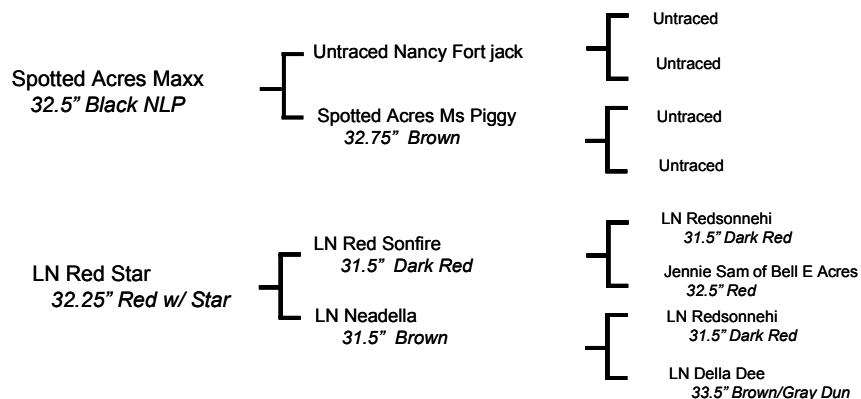 Spotted Acres Maxx
32.5” Black NLP
Untraced Nancy Fort jack
Spotted Acres Ms Piggy
32.75” Brown
Untraced
Untraced
Untraced
Untraced
LN Red Star
32.25” Red w/ Star
LN Red Sonfire
31.5” Dark Red
LN Neadella
31.5” Brown
LN Redsonnehi
31.5” Dark Red
Jennie Sam of Bell E Acres
32.5” Red
LN Redsonnehi
31.5” Dark Red
LN Della Dee
33.5” Brown/Gray Dun